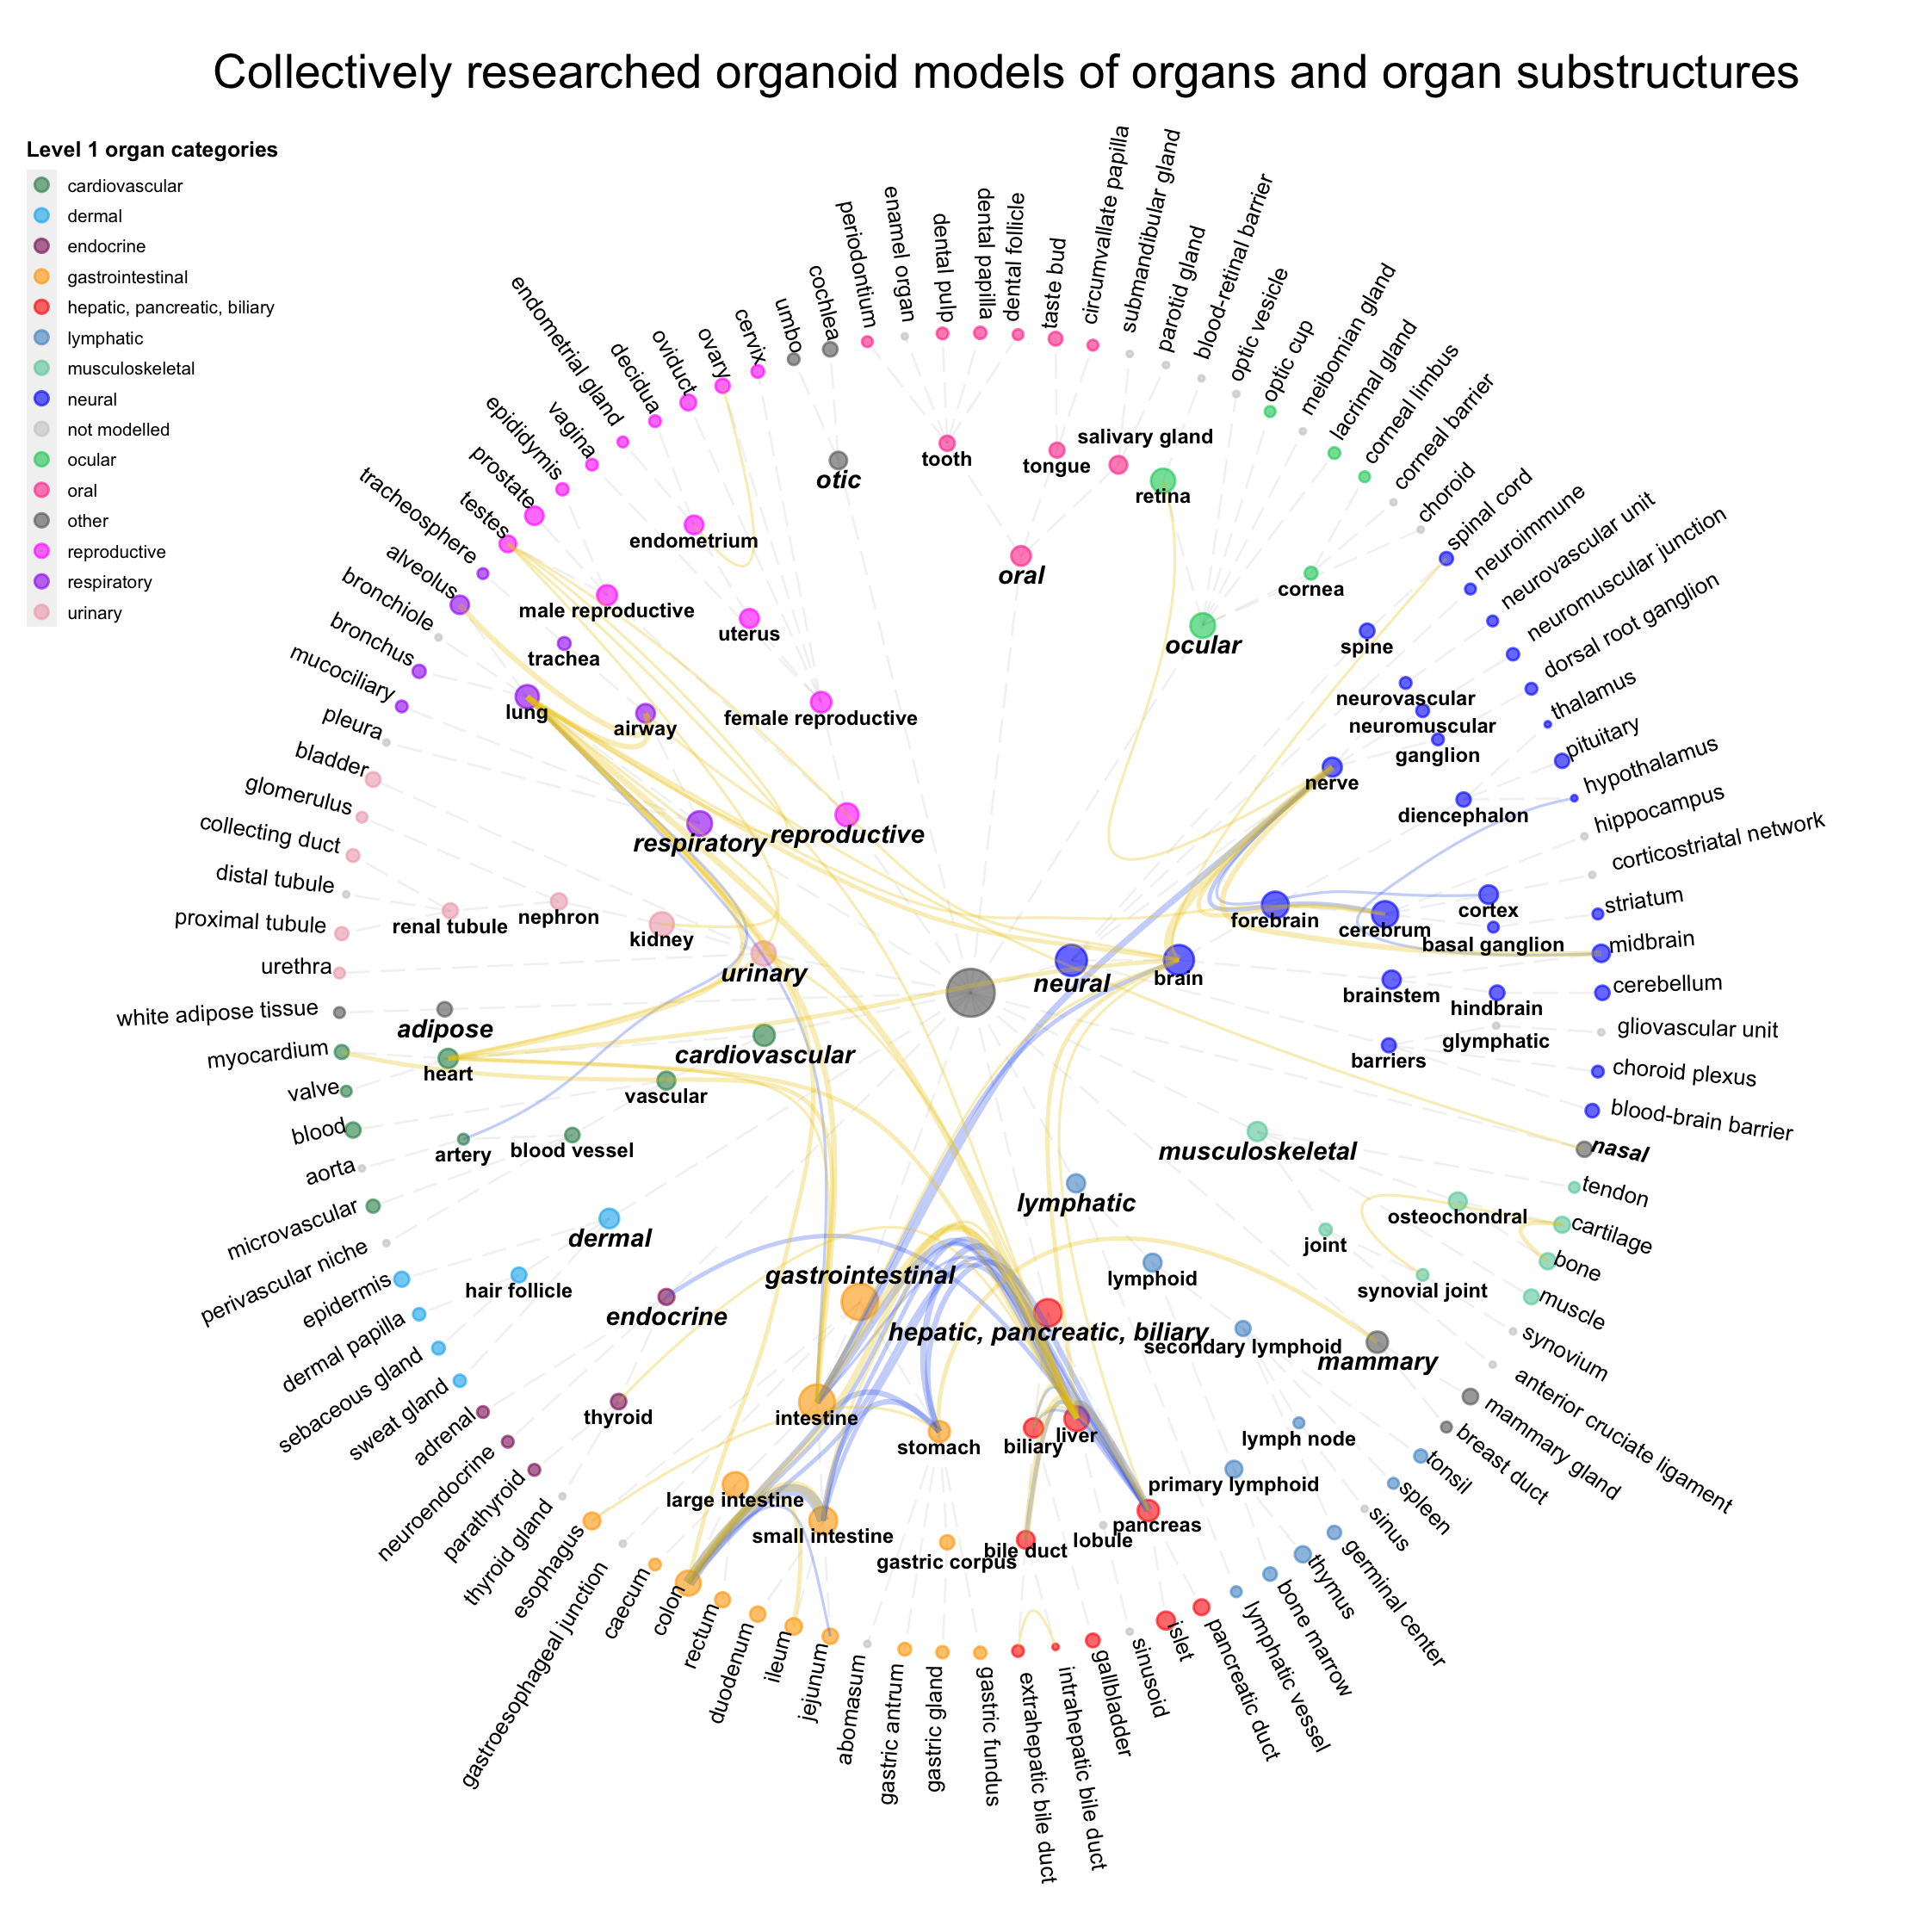 Collectively researched organoid models of organs and organ substructures
Level 1 organ categories
cardiovascular
dermal
endocrine
gastrointestinal
hepatic, pancreatic, biliary
lymphatic
musculoskeletal
neural
not modelled
ocular
oral
other
reproductive
respiratory
urinary
umbo
cochlea
periodontium
enamel organ
dental pulp
dental papilla
dental follicle
taste bud
circumvallate papilla
submandibular gland
parotid gland
blood-retinal barrier
optic vesicle
optic cup
meibomian gland
lacrimal gland
corneal limbus
corneal barrier
choroid
spinal cord
neuroimmune
neurovascular unit
neuromuscular junction
dorsal root ganglion
thalamus
pituitary
hypothalamus
hippocampus
corticostriatal network
striatum
midbrain
cerebellum
gliovascular unit
choroid plexus
blood-brain barrier
nasal
tendon
cartilage
bone
muscle
synovium
anterior cruciate ligament
mammary gland
breast duct
tonsil
spleen
sinus
germinal center
thymus
bone marrow
lymphatic vessel
pancreatic duct
islet
sinusoid
gallbladder
intrahepatic bile duct
extrahepatic bile duct
gastric fundus
gastric gland
gastric antrum
abomasum
jejunum
ileum
duodenum
rectum
colon
caecum
gastroesophageal junction
esophagus
thyroid gland
parathyroid
neuroendocrine
adrenal
sweat gland
sebaceous gland
dermal papilla
epidermis
perivascular niche
microvascular
aorta
blood
valve
myocardium
white adipose tissue
urethra
proximal tubule
distal tubule
collecting duct
glomerulus
bladder
pleura
mucociliary
bronchus
bronchiole
alveolus
tracheosphere
testes
prostate
epididymis
vagina
endometrial gland
decidua
oviduct
ovary
cervix
otic
tooth
tongue
salivary gland
retina
oral
ocular
cornea
endometrium
male reproductive
uterus
trachea
lung
airway
female reproductive
respiratory
reproductive
spine
neurovascular
neuromuscular
ganglion
nerve
diencephalon
forebrain
cerebrum
cortex
basal ganglion
renal tubule
nephron
kidney
urinary
neural
brain
brainstem
hindbrain
glymphatic
barriers
adipose
heart
cardiovascular
vascular
artery
blood vessel
musculoskeletal
lymphatic
osteochondral
joint
synovial joint
dermal
hair follicle
gastrointestinal
endocrine
lymphoid
hepatic, pancreatic, biliary
secondary lymphoid
mammary
thyroid
intestine
stomach
biliary
liver
lymph node
primary lymphoid
large intestine
small intestine
gastric corpus
bile duct
lobule
pancreas